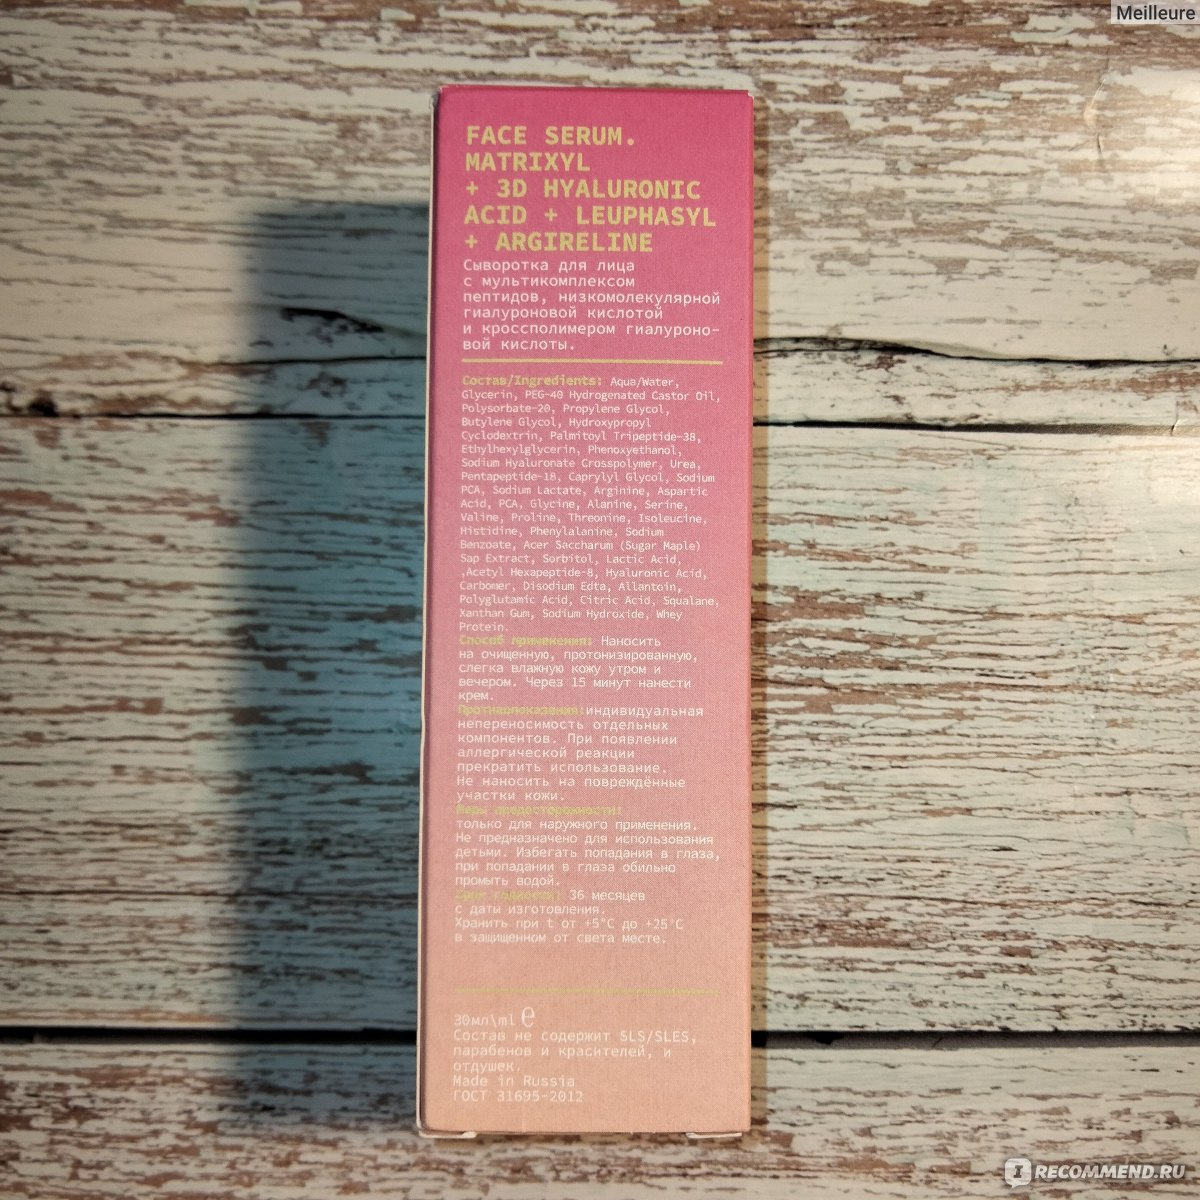 Meilleure
FACE SERUM.
MATRIXYL
+ 3D HYALURONIC
ACID + LEUPHASYL
+ ARGIRELINE
Сыворотка для лица
с мультикомплексом
пептидов, низкомолекулярной
гиалуроновой кислотой
и кроссполимером гиалуроно-
вой кислоты.
Состав/Ingredients: Aqua/Water,
Glycerin, PEG-40 Hydrogenated Castor Oil,
Polysorbate-20, Propylene Glycol,
Butylene Glycol, Hydroxypropyl
Cyclodextrin, Palmitoyl Tripeptide-38,
Ethylhexylglycerin, Phenoxyethanol,
Sodium Hyaluronate Crosspolymer, Urea,
Pentapeptide-18, Caprylyl Glycol, Sodium
PCA, Sodium Lactate, Arginine, Aspartic
Acid, PCA, Glycine, Alanine, Serine,
Valine, Proline, Threonine, Isoleucine,
Histidine, Phenylalanine, Sodium
Benzoate, Acer Saccharum (Sugar Maple)
Sap Extract, Sorbitol, Lactic Acid,
,Acetyl Hexapeptide-8, Hyaluronic Acid,
Carbomer, Disodium Edta, Allantoin,
Polyglutamic Acid, Citric Acid, Squalane,
Xanthan Gum, Sodium Hydroxide, Whey
Protein.
Способ применения: Наносить
на очищенную, протонизированную,
слегка влажную кожу утром и
вечером. Через 15 минут нанести
крем.
Противопоказания:индивидуальная
непереносимость отдельных
компонентов. При появлении
аллергической реакции
прекратить использование.
Не наносить на повреждённые
участки кожи.
Меры предосторожности:
только для наружного применения.
Не предназначено для использования
детьми. Избегать попадания в глаза,
при попадании в глаза обильно
промыть водой.
Срок годности: 36 месяцев
с даты изготовления.
Хранить при t от +5°C до +25°C
в защищенном от света месте.
30мл\ml e
Состав не содержит SLS/SLES,
парабенов и красителей, и
отдушек.
Made in Russia
ГОСТ 31695-2012
I RECOMMEND.RU